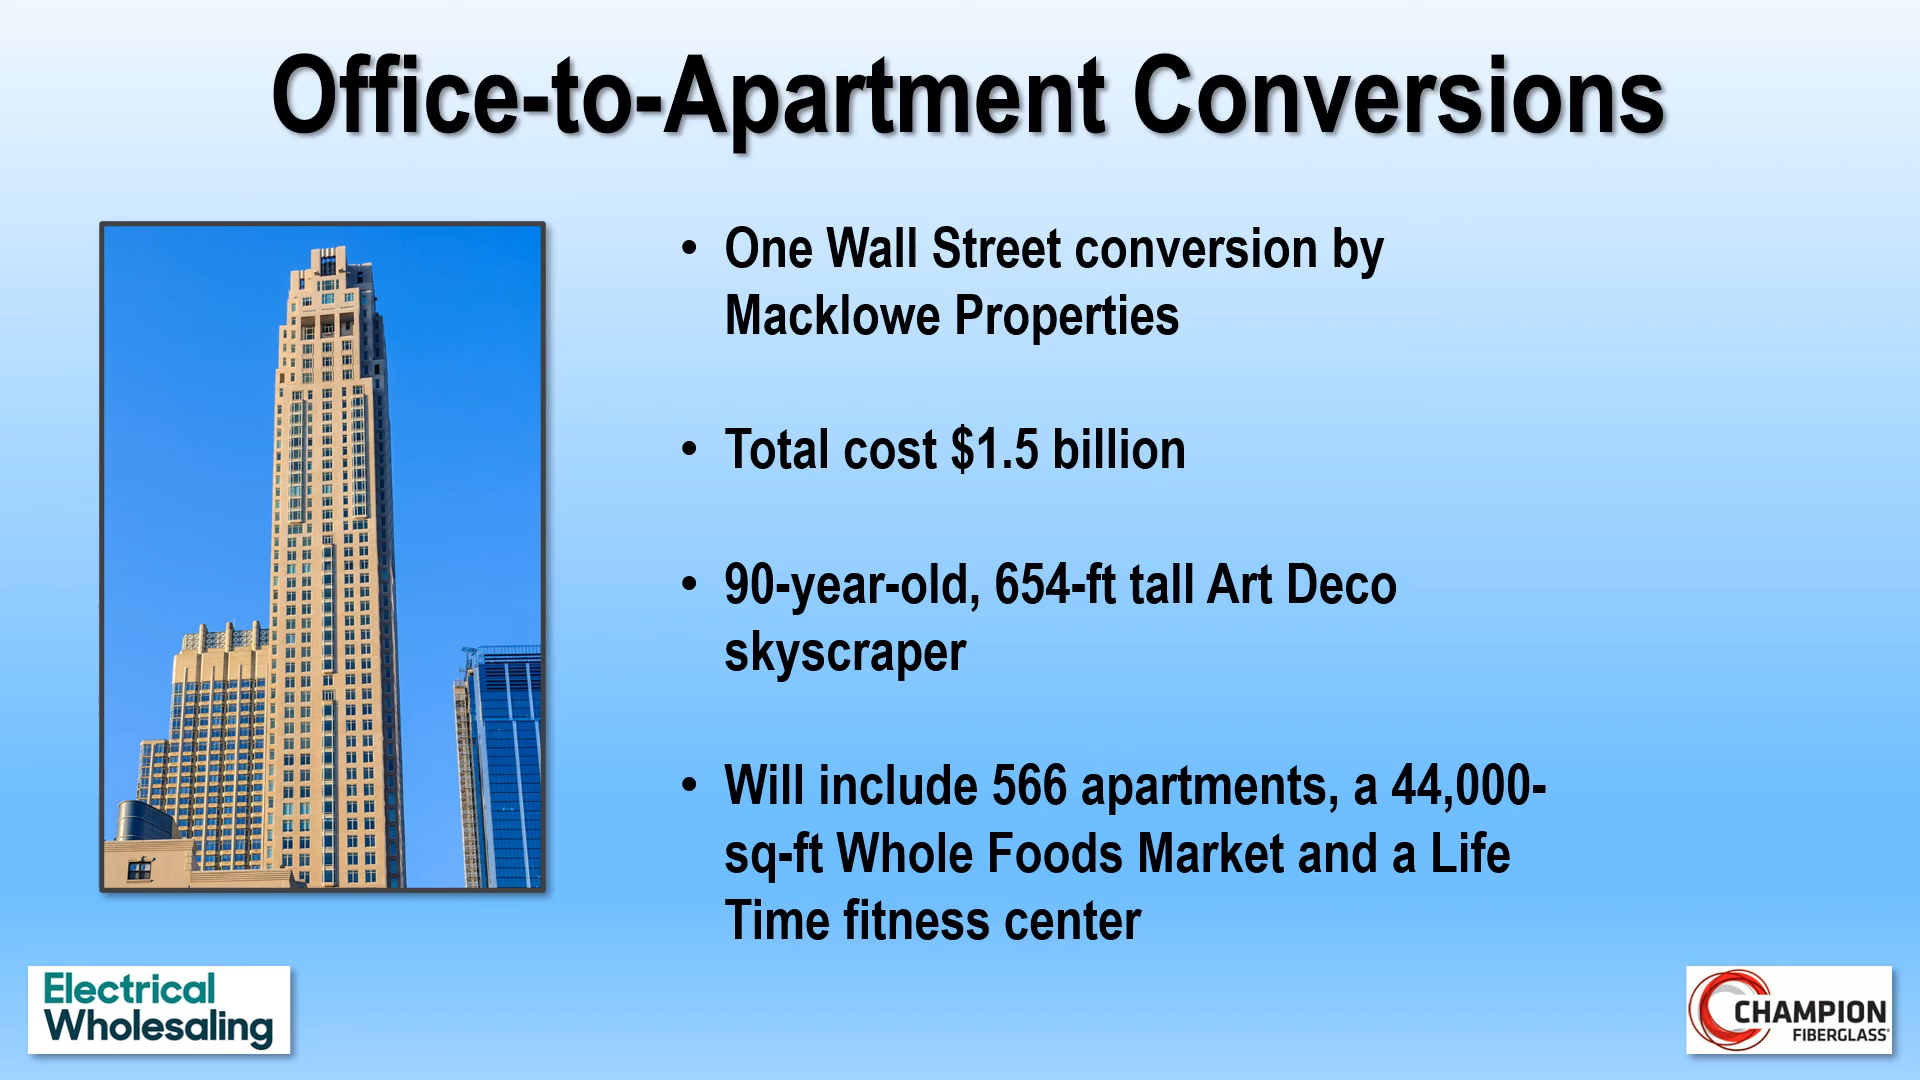 Office-to-Apartment Conversions
• One Wall Street conversion by
Macklowe Properties
• Total cost $1.5 billion
• 90-year-old, 654-ft tall Art Deco
skyscraper
• Will include 566 apartments, a 44,000-
sq-ft Whole Foods Market and a Life
Time fitness center
Electrical
Wholesaling
CHAMPION
FIBERGLASS®